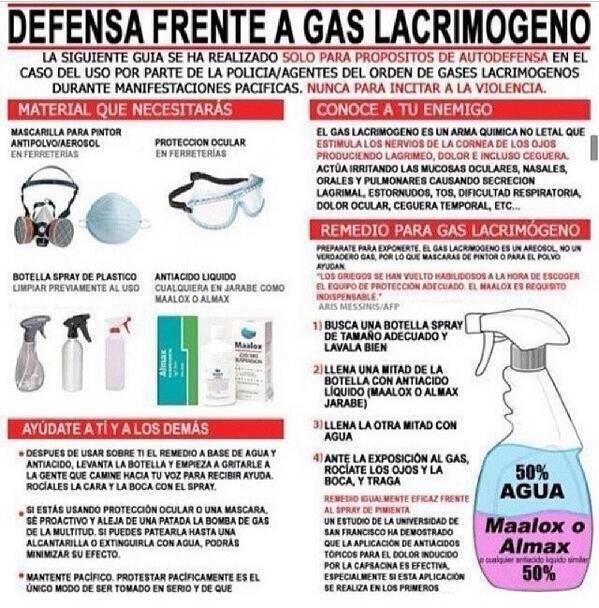 DEFENSA FRENTE A GAS LACRIMOGENO
LA SIGUIENTE GUIA SE HA REALIZADO SOLO PARA PROPOSITOS DE AUTODEFENSA EN EL
CASO DEL USO POR PARTE DE LA POLICIA/AGENTES DEL ORDEN DE GASES LACRIMOGENOS
DURANTE MANIFESTACIONES PACIFICAS. NUNCA PARA INCITAR A LA VIOLENCIA.
MATERIAL QUE NECESITARÁS
MASCARILLA PARA PINTOR
ANTIPOLVO/AEROSOL
EN FERRETERÍAS
PROTECCION OCULAR
EN FERRETERÍAS
BOTELLA SPRAY DE PLASTICO
LIMPIAR PREVIAMENTE AL USO
ANTIACIDO LIQUIDO
CUALQUIERA EN JARABE COMO
MAALOX O ALMAX
Almax
Maalox
AYÚDATE A TÍ Y A LOS DEMÁS
• DESPUES DE USAR SOBRE TI EL REMEDIO A BASE DE AGUA Y
ANTIACIDO, LEVANTA LA BOTELLA Y EMPIEZA A GRITARLE A
LA GENTE QUE CAMINE HACIA TU VOZ PARA RECIBIR AYUDA.
ROCÍALES LA CARA Y LA BOCA CON EL SPRAY.
• SI ESTÁS USANDO PROTECCIÓN OCULAR O UNA MASCARA,
SÉ PROACTIVO Y ALEJA DE UNA PATADA LA BOMBA DE GAS
DE LA MULTITUD. SI PUEDES PATEARLA HASTA UNA
ALCANTARILLA O EXTINGUIRLA CON AGUA, PODRÁS
MINIMIZAR SU EFECTO.
• MANTENTE PACÍFICO. PROTESTAR PACÍFICAMENTE ES EL
ÚNICO MODO DE SER TOMADO EN SERIO Y DE QUE
CONOCE A TU ENEMIGO
EL GAS LACRIMOGENO ES UN ARMA QUIMICA NO LETAL QUE
ESTIMULA LOS NERVIOS DE LA CORNEA DE LOS OJOS
PRODUCIENDO LAGRIMEO, DOLOR E INCLUSO CEGUERA.
ACTÚA IRRITANDO LAS MUCOSAS OCULARES, NASALES,
ORALES Y PULMONARES CAUSANDO SECRECION
LAGRIMAL, ESTORNUDOS, TOS, DIFICULTAD RESPIRATORIA,
DOLOR OCULAR, CEGUERA TEMPORAL, ETC...
REMEDIO PARA GAS LACRIMÓGENO
PREPARATE PARA EXPONERTE. EL GAS LACRIMOGENO ES UN AREOSOL, NO UN
VERDADERO GAS, POR LO QUE MASCARAS DE PINTOR O PARA EL POLVO
AYUDAN.
"LOS GRIEGOS SE HAN VUELTO HABILIDOSOS A LA HORA DE ESCOGER
EL EQUIPO DE PROTECCIÓN ADECUADO. EL MAALOX ES REQUISITO
INDISPENSABLE."
ARIS MESSINIS/AFP
1) BUSCA UNA BOTELLA SPRAY
DE TAMAÑO ADECUADO Y
LAVALA BIEN
2) LLENA UNA MITAD DE LA
BOTELLA CON ANTIACIDO
LÍQUIDO (MAALOX O ALMAX
JARABE)
3) LLENA LA OTRA MITAD CON
AGUA
4) ANTE LA EXPOSICIÓN AL GAS,
ROCÍATE LOS OJOS Y LA
BOCA, Y TRAGA
REMEDIO IGUALMENTE EFICAZ FRENTE
AL SPRAY DE PIMIENTA
UN ESTUDIO DE LA UNIVERSIDAD DE
SAN FRANCISCO HA DEMOSTRADO
QUE LA APLICACIÓN DE ANTIACIDOS
TÓPICOS PARA EL DOLOR INDUCIDO
POR LA CAPSAICINA ES EFECTIVA,
ESPECIALMENTE SI ESTA APLICACIÓN
SE REALIZA EN LOS PRIMEROS
50%
AGUA
Maalox o
Almax
o cualquier antiacido liquido similar
50%